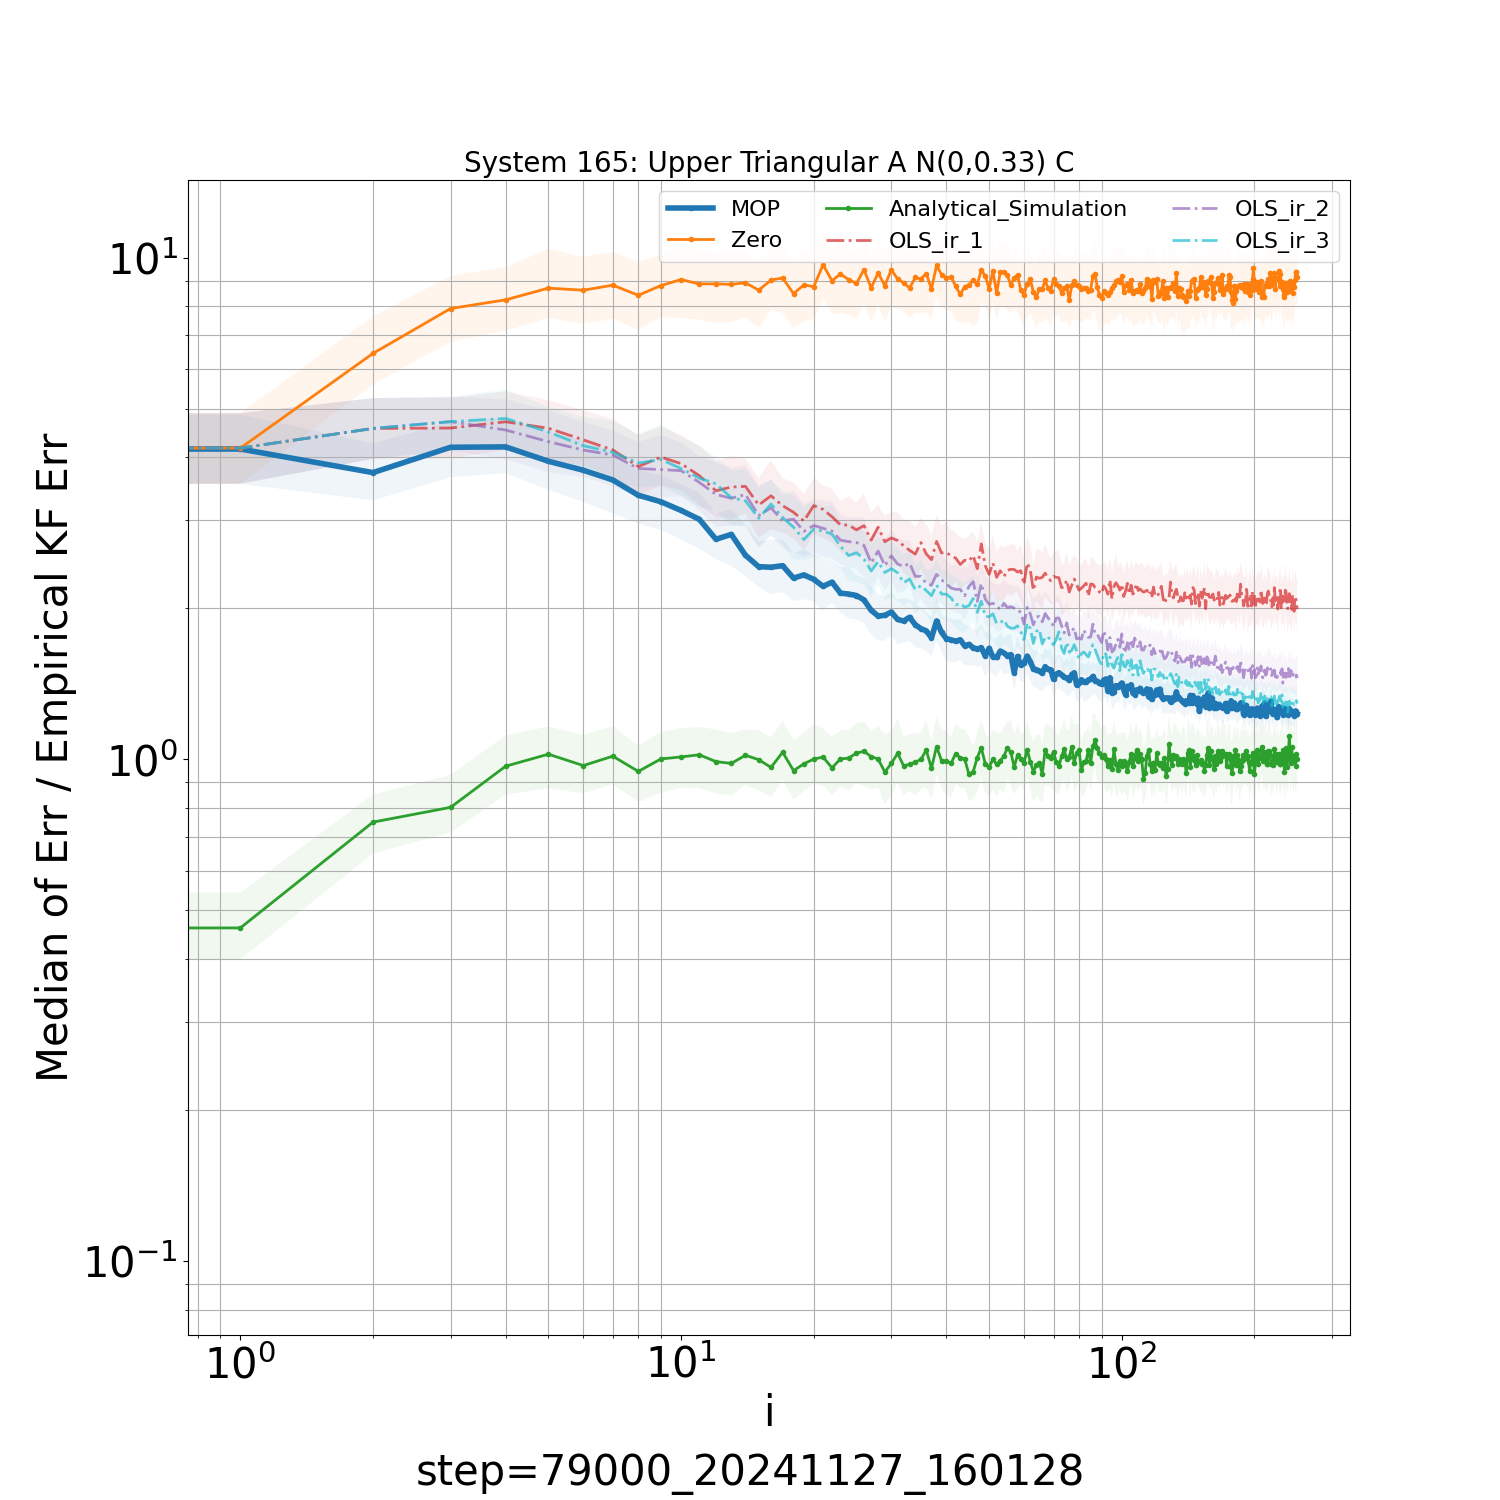 System 165: Upper Triangular A N(0,0.33) C
MOP
Zero
Analytical_Simulation
OLS_ir_1
OLS_ir_2
OLS_ir_3
Median of Err / Empirical KF Err
10¹
10⁰
10⁻¹
10⁰
10¹
10²
i
step=79000_20241127_160128